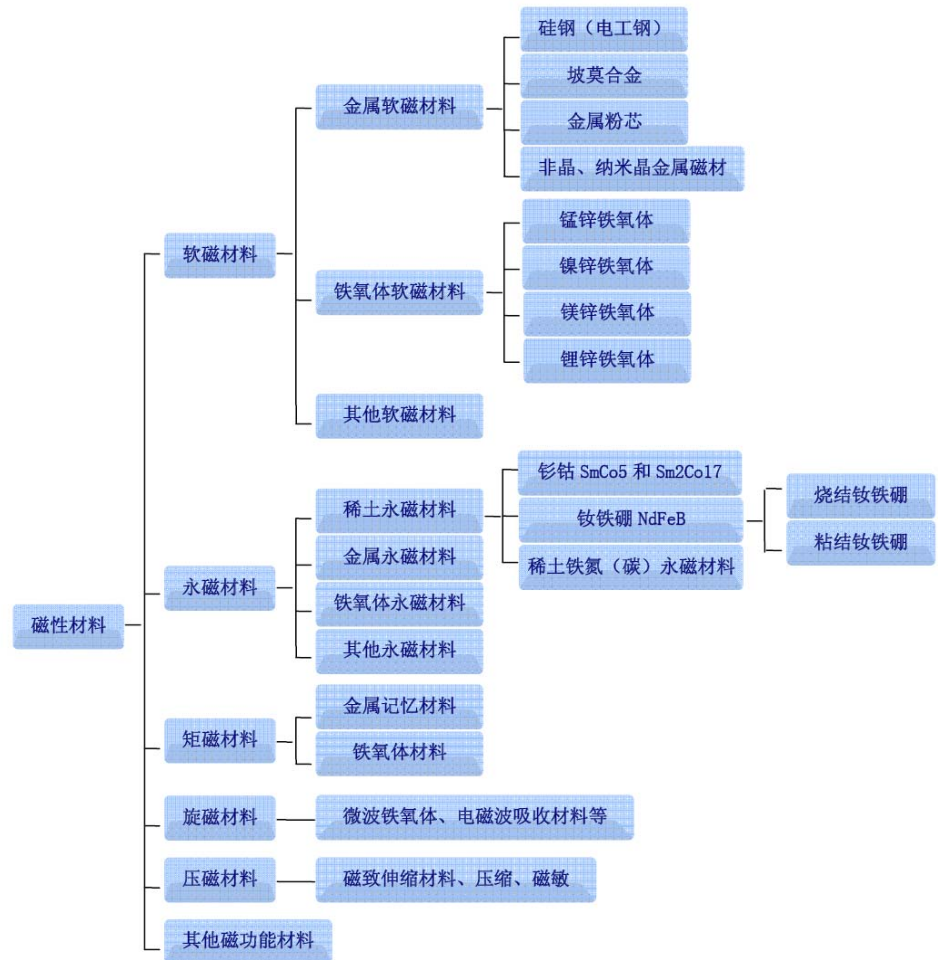 硅钢（电工钢）
坡莫合金
金属软磁材料
金属粉芯
非晶、纳米晶金属磁材
锰锌铁氧体
软磁材料
镍锌铁氧体
铁氧体软磁材料
镁锌铁氧体
锂锌铁氧体
其他软磁材料
钐钴 SmCo5 和 Sm2Co17
稀土永磁材料
钕铁硼 NdFeB
烧结钕铁硼
粘结钕铁硼
金属永磁材料
稀土铁氮（碳）永磁材料
永磁材料
铁氧体永磁材料
磁性材料
其他永磁材料
金属记忆材料
矩磁材料
铁氧体材料
旋磁材料
微波铁氧体、电磁波吸收材料等
压磁材料
磁致伸缩材料、压缩、磁敏
其他磁功能材料